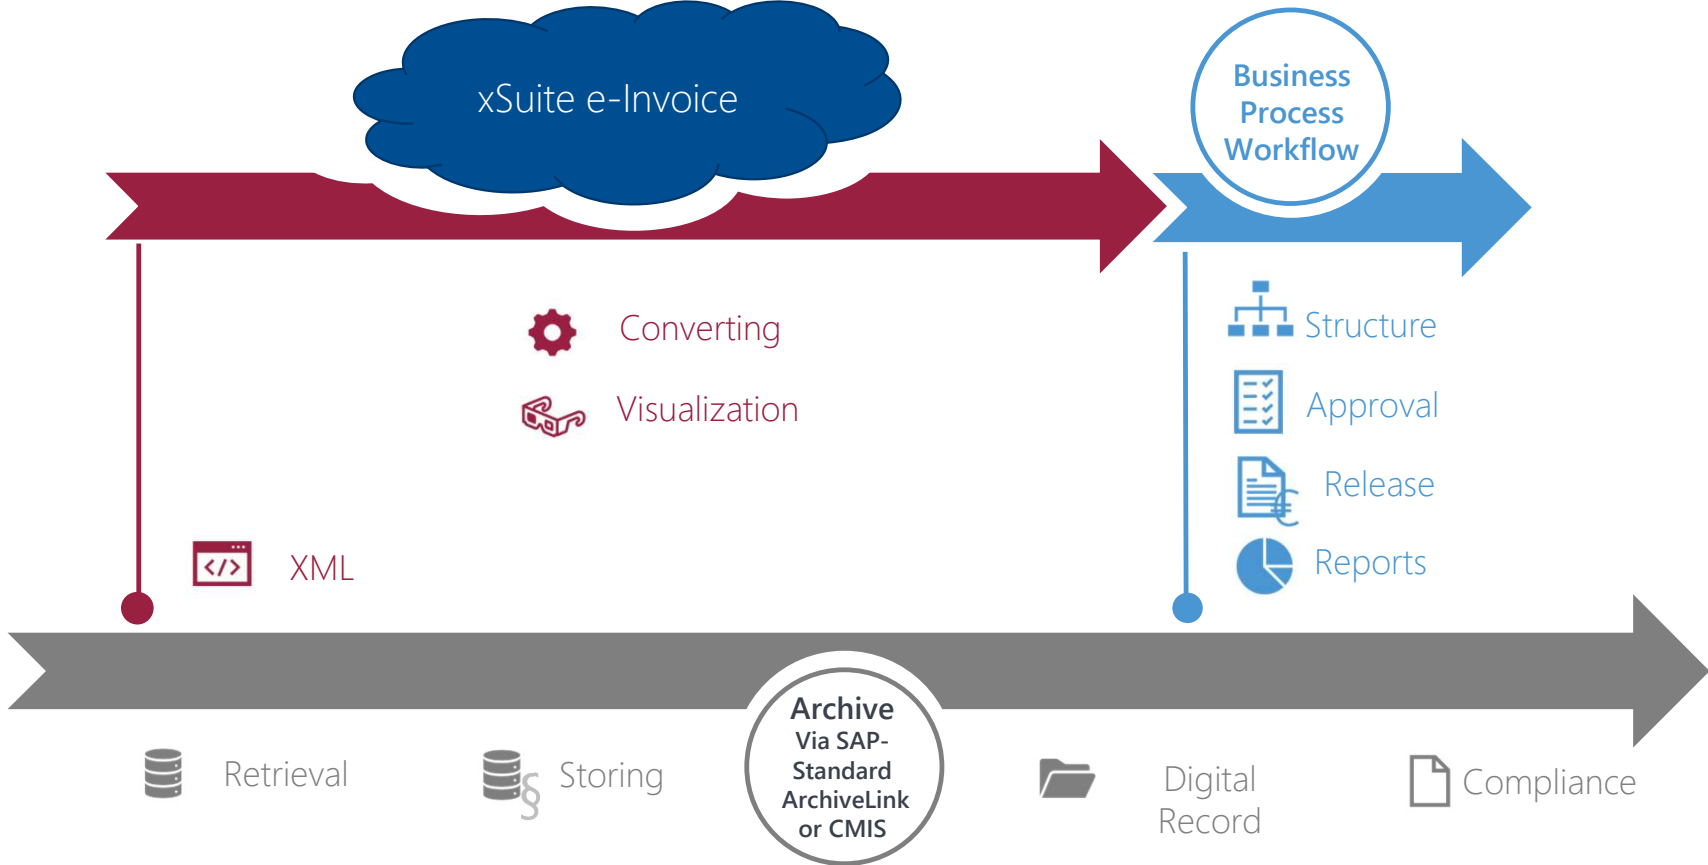 xSuite e-Invoice
Business
Process
Workflow
Converting
Visualization
</>
XML
Structure
Approval
€
Release
Reports
Archive
Via SAP-
Standard
ArchiveLink
or CMIS
Retrieval
§
Storing
Digital
Record
Compliance